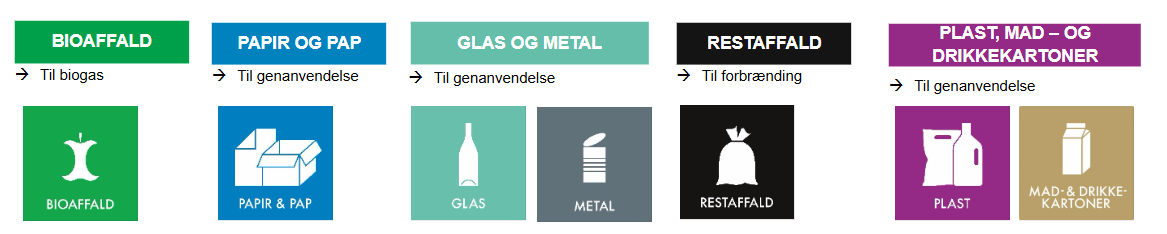 BIOAFFALD
→ Til biogas
BIOAFFALD
PAPIR OG PAP
→ Til genanvendelse
PAPIR & PAP
GLAS OG METAL
→ Til genanvendelse
GLAS
METAL
RESTAFFALD
→ Til forbrænding
RESTAFFALD
PLAST, MAD – OG
DRIKKEKARTONER
→ Til genanvendelse
PLAST
MAD- & DRIKKE-
KARTONER